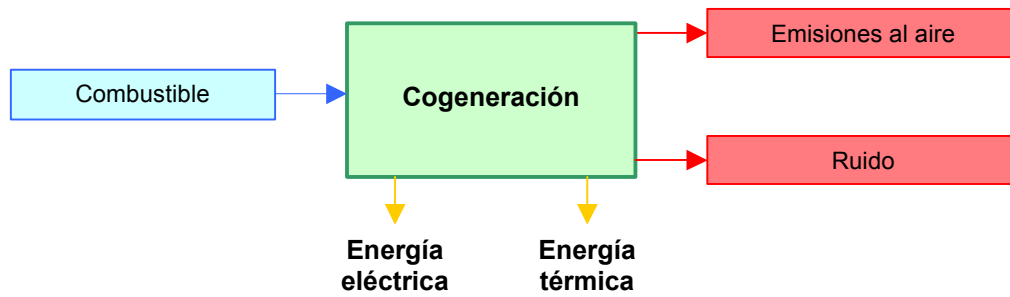 Emisiones al aire
Combustible
Cogeneración
Ruido
Energía
eléctrica
Energía
térmica